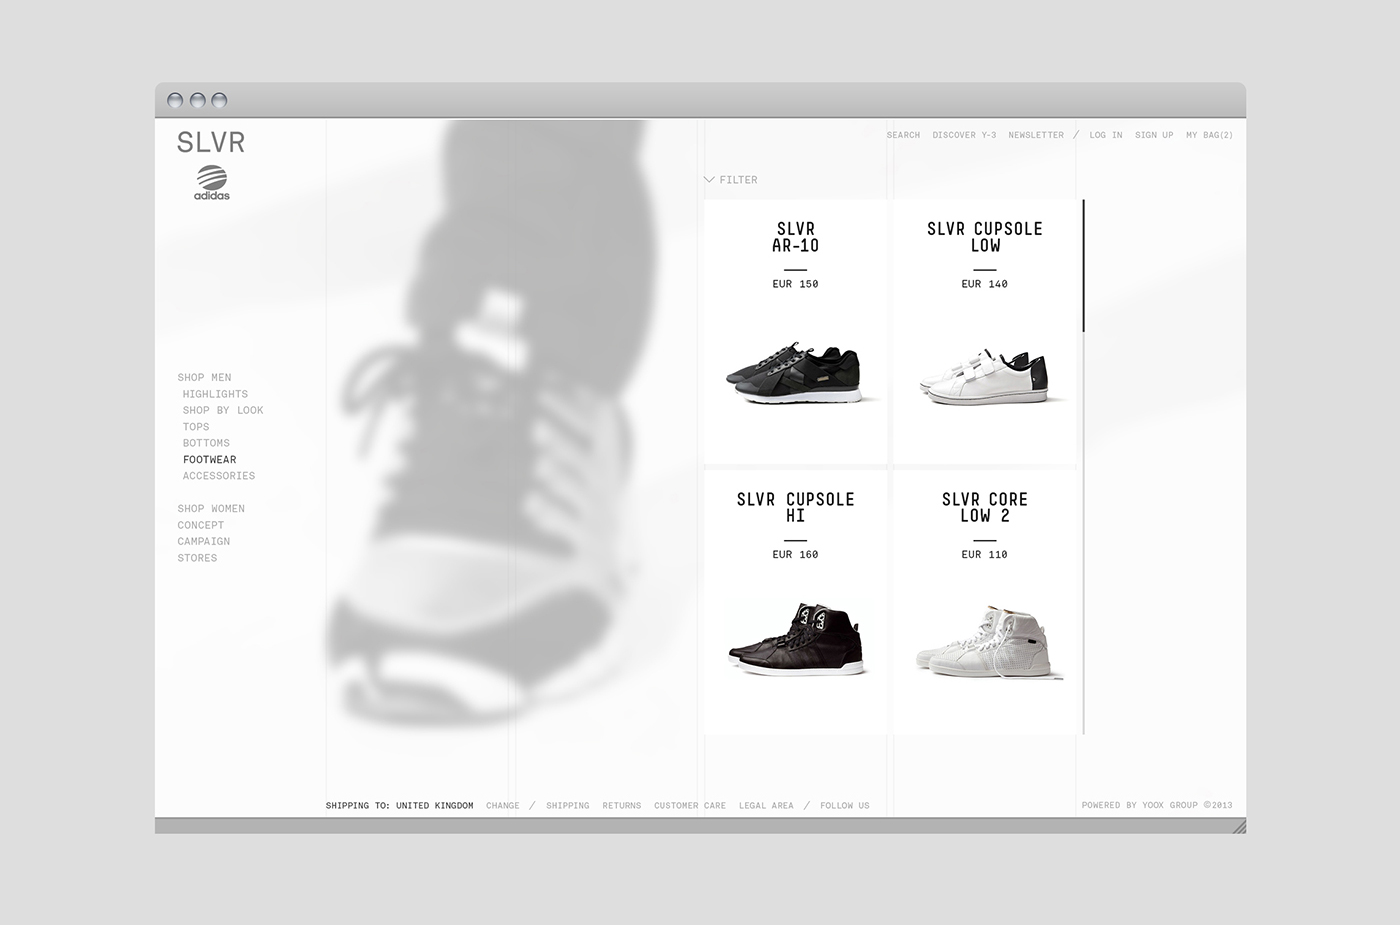 SLVR
adidas
SEARCH DISCOVER Y-3 NEWSLETTER / LOG IN SIGN UP MY BAG(2)
FILTER
SLVR
AR-10
EUR 150
SLVR CUPSOLE
LOW
EUR 140
SHOP MEN
HIGHLIGHTS
SHOP BY LOOK
TOPS
BOTTOMS
FOOTWEAR
ACCESSORIES
SHOP WOMEN
CONCEPT
CAMPAIGN
STORES
SLVR CUPSOLE
HI
EUR 160
SLVR CORE
LOW 2
EUR 110
SHIPPING TO: UNITED KINGDOM CHANGE / SHIPPING RETURNS CUSTOMER CARE LEGAL AREA / FOLLOW US
POWERED BY YOOX GROUP ©2013